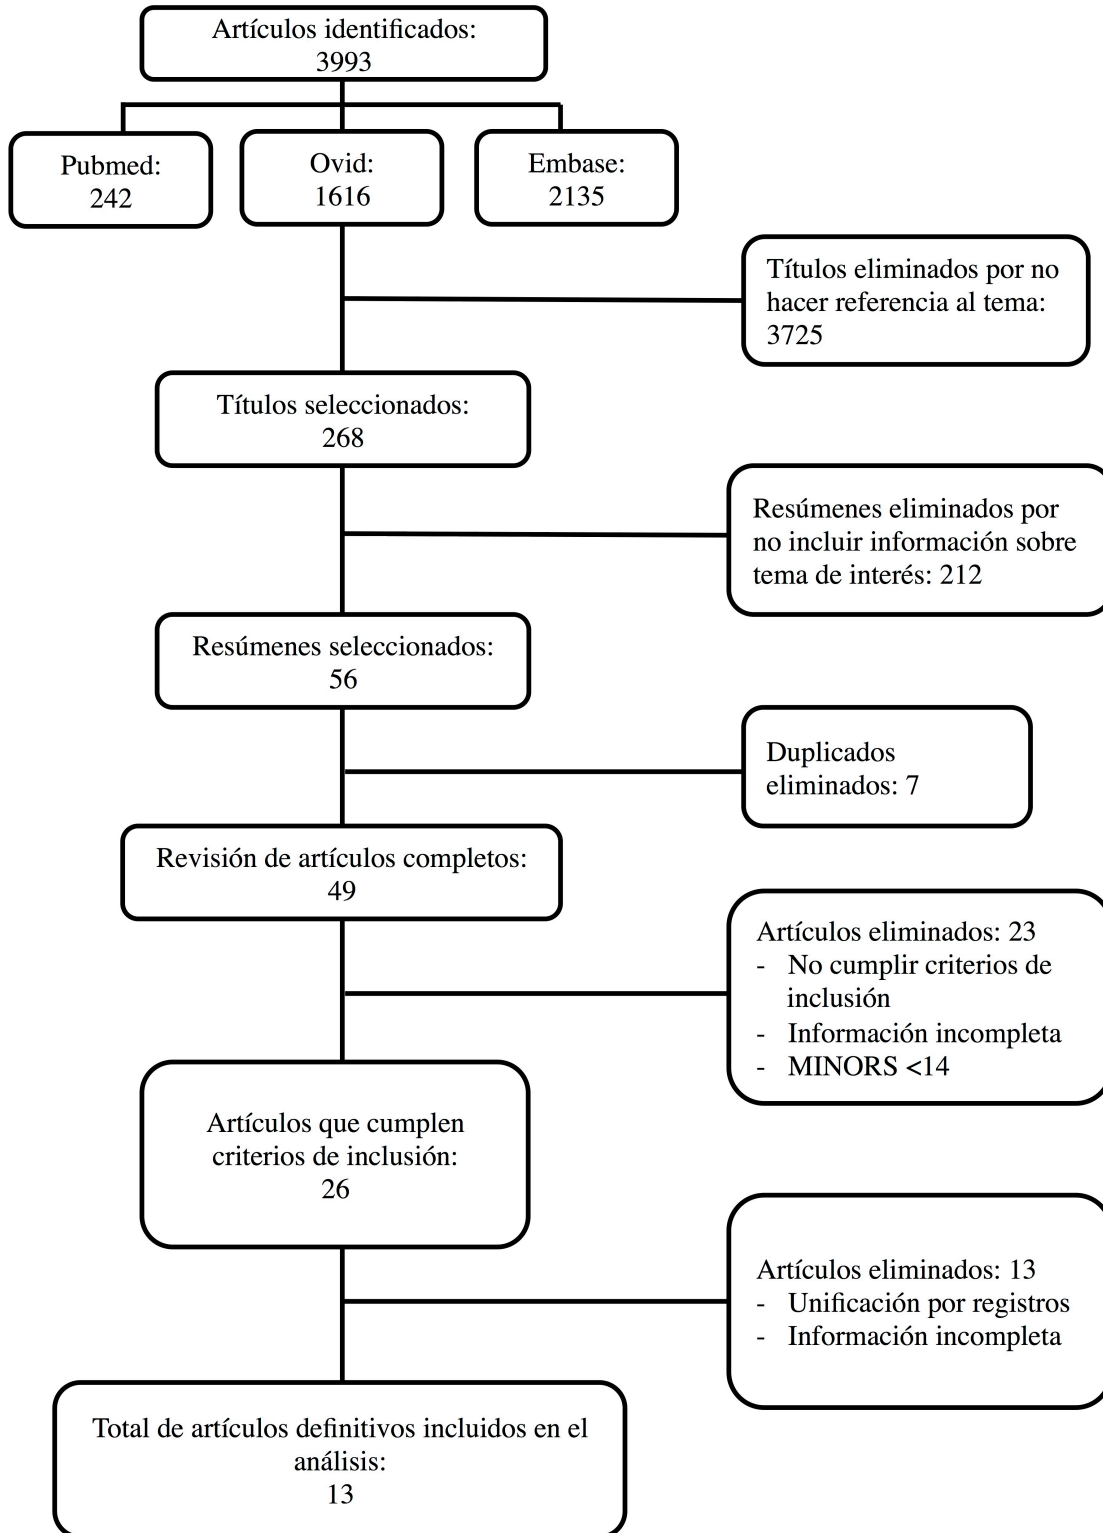 Artículos identificados:
3993
Pubmed:
242
Ovid:
1616
Embase:
2135
Títulos eliminados por no
hacer referencia al tema:
3725
Títulos seleccionados:
268
Resúmenes eliminados por
no incluir información sobre
tema de interés: 212
Resúmenes seleccionados:
56
Duplicados
eliminados: 7
Revisión de artículos completos:
49
Artículos eliminados: 23
- No cumplir criterios de
inclusión
- Información incompleta
- MINORS <14
Artículos que cumplen
criterios de inclusión:
26
Artículos eliminados: 13
- Unificación por registros
- Información incompleta
Total de artículos definitivos incluidos en el
análisis:
13